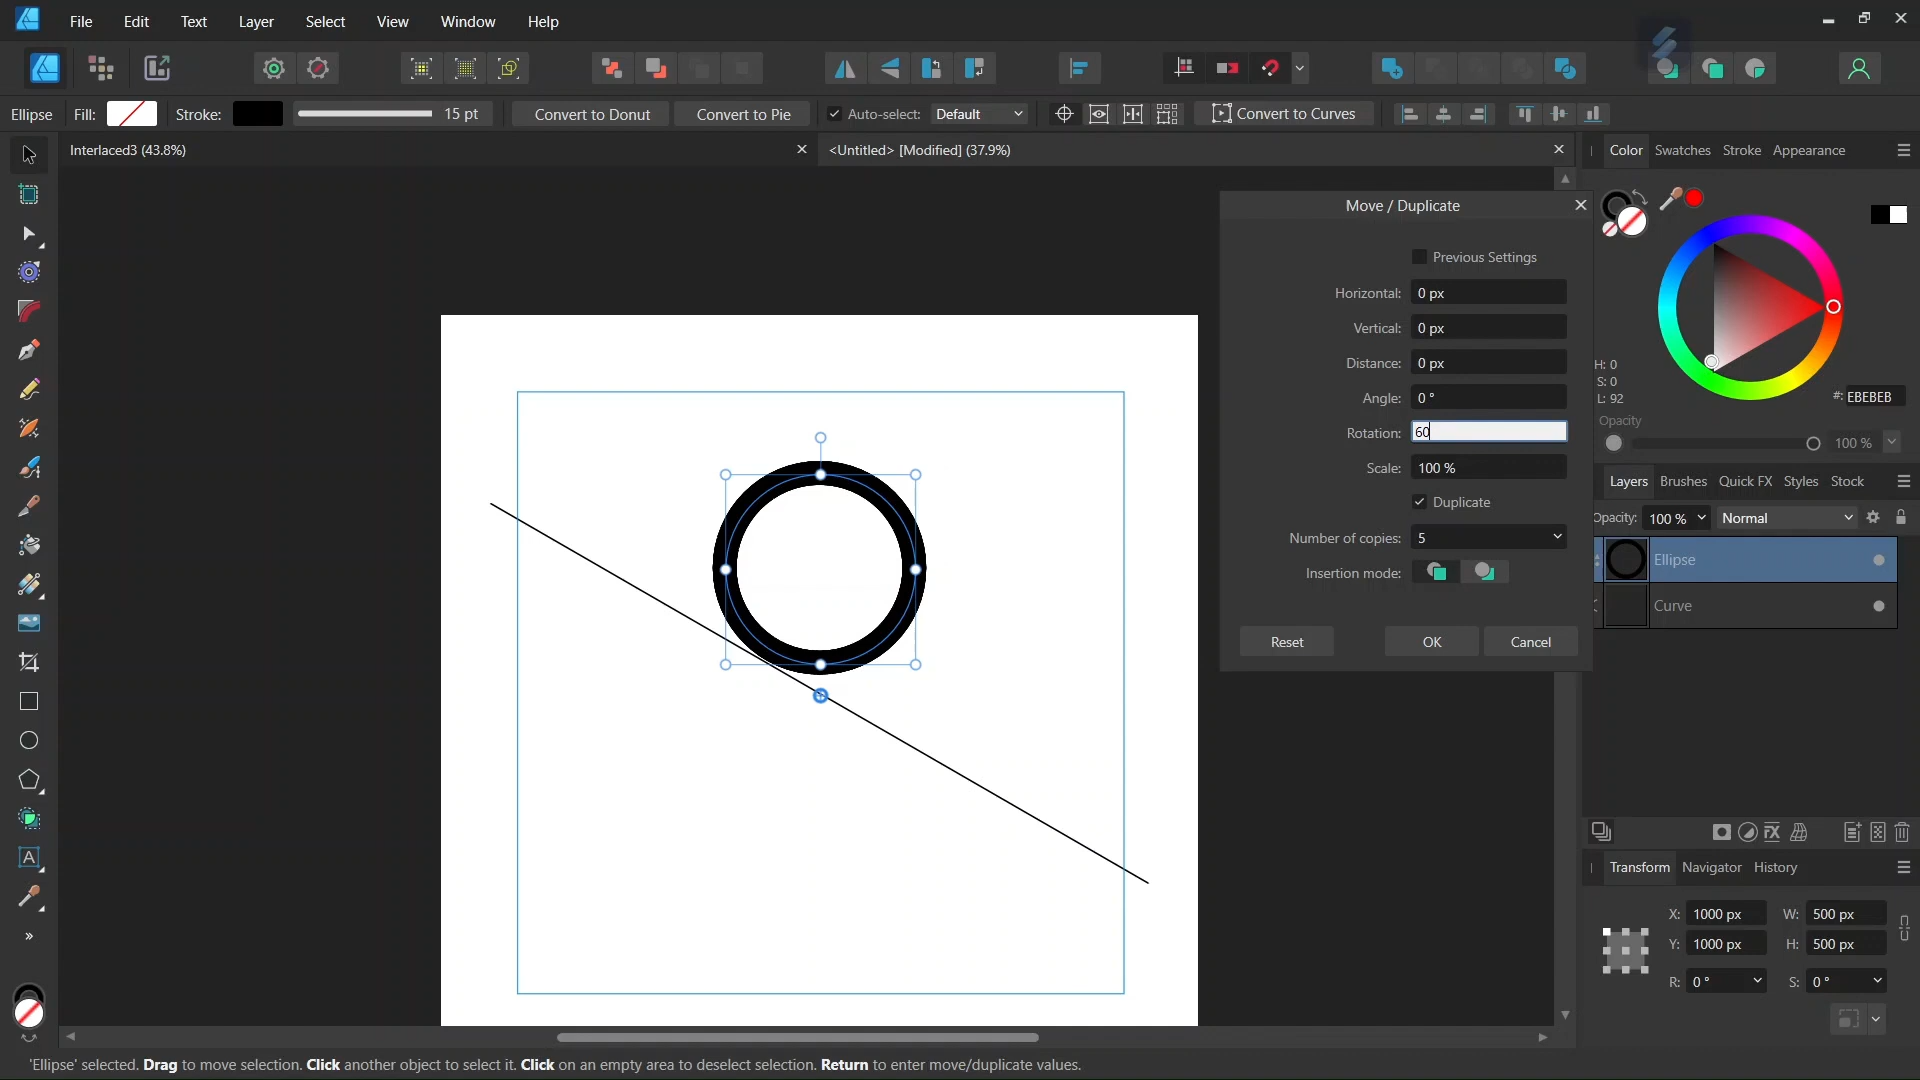 File Edit Text Layer Select View Window Help
Ellipse Fill: Stroke: 15 pt Convert to Donut Convert to Pie Auto-select: Default Convert to Curves
Interlaced3 (43.8%) <Untitled> [Modified] (37.9%)
Color Swatches Stroke Appearance
H: 0
S: 0
L: 92
#: EBEBEB
Opacity
100 %
Move / Duplicate
Previous Settings
Horizontal: 0 px
Vertical: 0 px
Distance: 0 px
Angle: 0 °
Rotation: 60
Scale: 100 %
Duplicate
Number of copies: 5
Insertion mode:
Reset OK Cancel
Layers Brushes Quick FX Styles Stock
Opacity: 100 % Normal
Ellipse
Curve
Transform Navigator History
X: 1000 px W: 500 px
Y: 1000 px H: 500 px
R: 0 ° S: 0 °
'Ellipse' selected. Drag to move selection. Click another object to select it. Click on an empty area to deselect selection. Return to enter move/duplicate values.